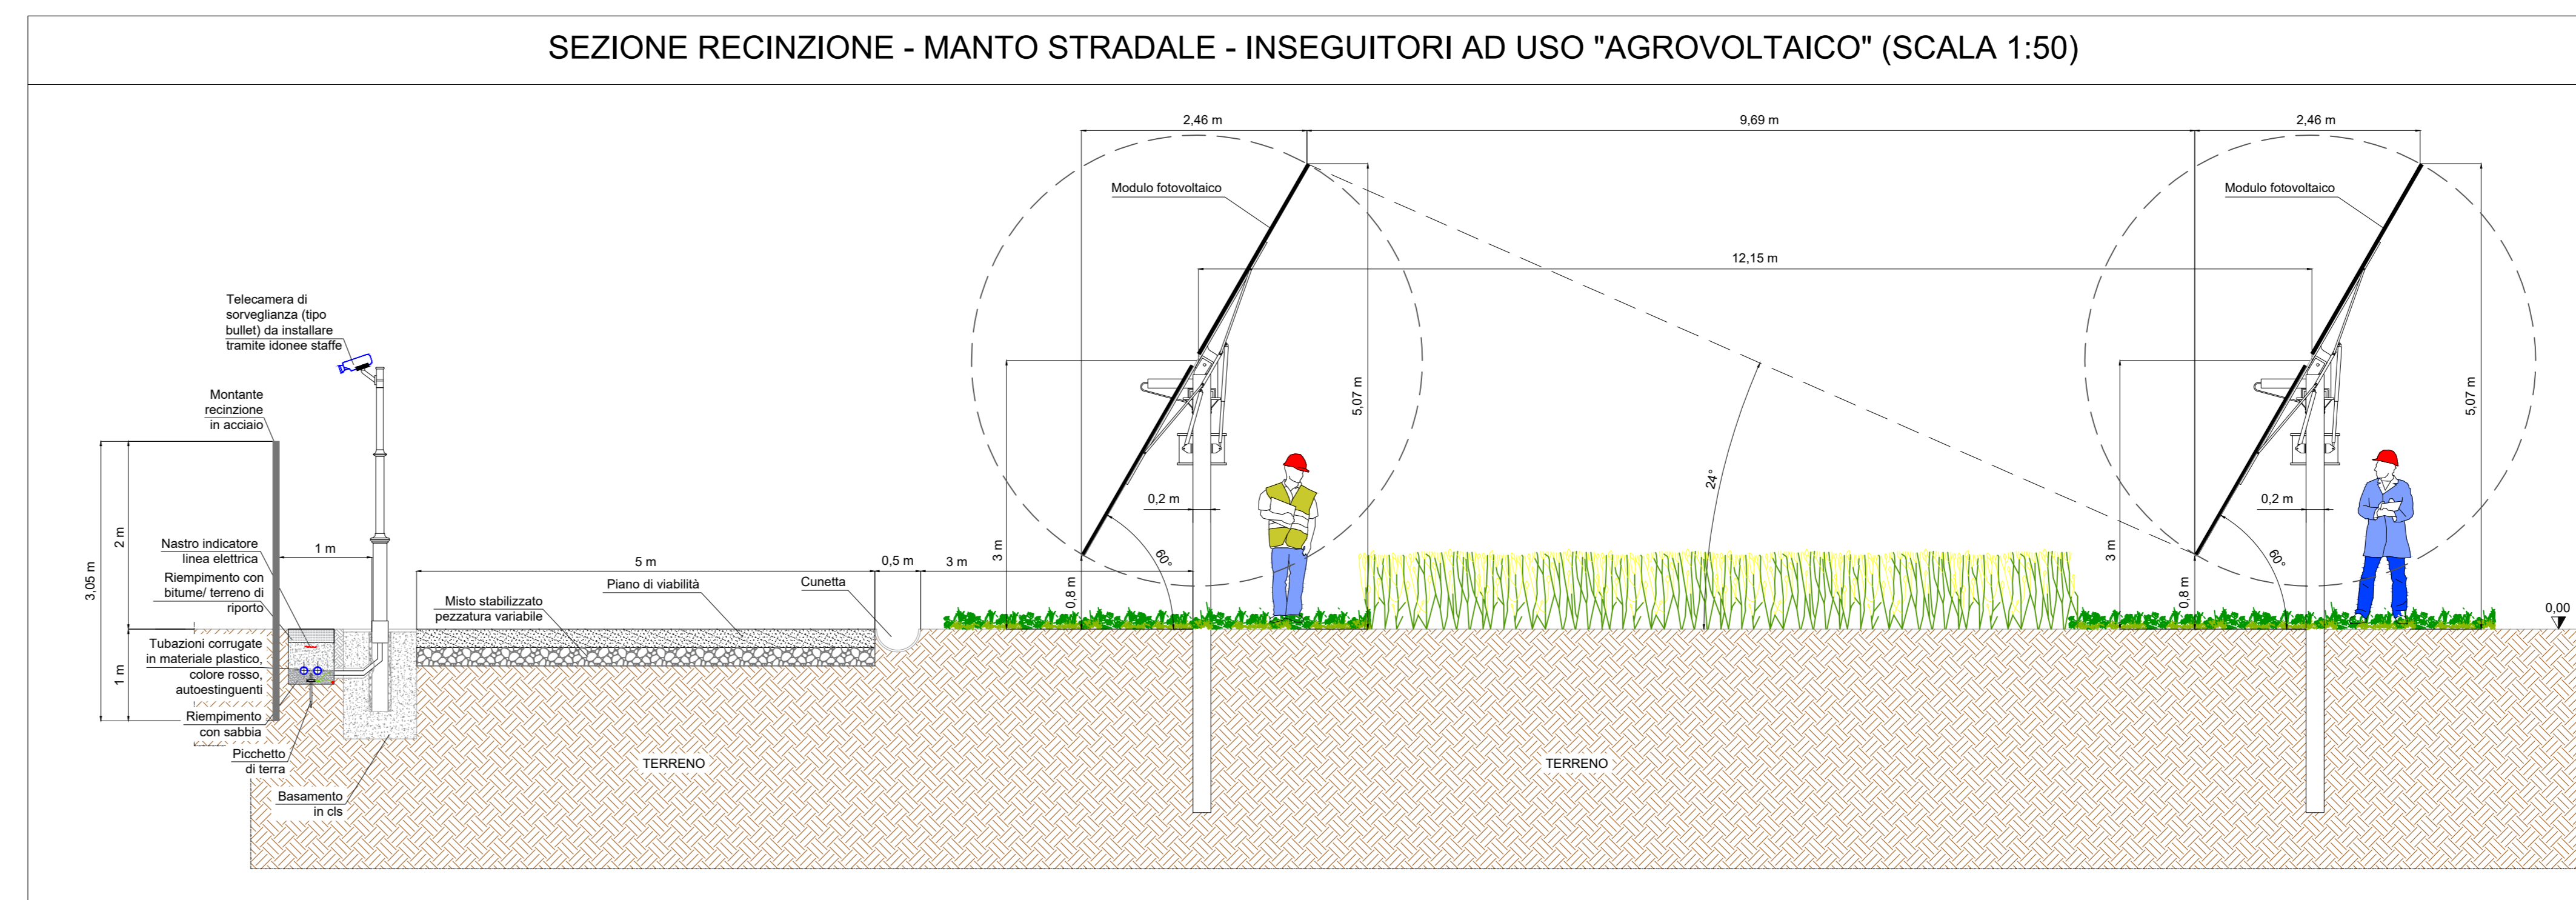 SEZIONE RECINZIONE - MANTO STRADALE - INSEGUITORI AD USO "AGROVOLTAICO" (SCALA 1:50)
2,46 m
9,69 m
2,46 m
Modulo fotovoltaico
Modulo fotovoltaico
12,15 m
Telecamera di
sorveglianza (tipo
bullet) da installare
tramite idonee staffe
Montante
recinzione
in acciaio
3,05 m
2 m
1 m
Nastro indicatore
linea elettrica
Riempimento con
bitume/ terreno di
riporto
Tubazioni corrugate
in materiale plastico,
colore rosso,
autoestinguenti
Riempimento
con sabbia
Picchetto
di terra
Basamento
in cls
1 m
5 m
Misto stabilizzato
pezzatura variabile
Piano di viabilità
Cunetta
0,5 m
3 m
3 m
0,8 m
60°
0,2 m
5,07 m
24°
3 m
0,8 m
60°
0,2 m
5,07 m
0,00
TERRENO
TERRENO